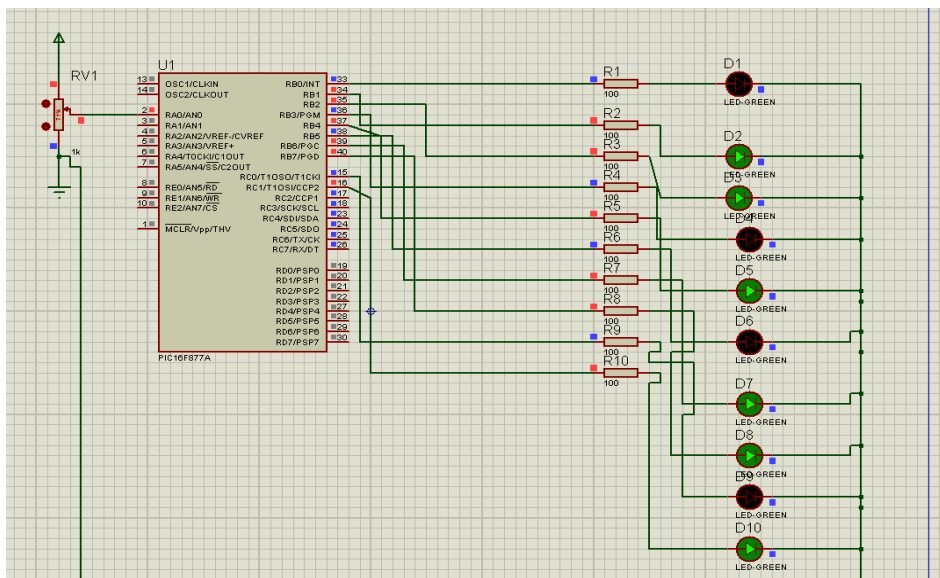 RV1
71%
1k
U1
13 OSC1/CLKIN
14 OSC2/CLKOUT
2 RA0/AN0
3 RA1/AN1
4 RA2/AN2/VREF-/CVREF
5 RA3/AN3/VREF+
6 RA4/T0CKI/C1OUT
7 RA5/AN4/SS/C2OUT
8 RE0/AN5/RD
9 RE1/AN6/WR
10 RE2/AN7/CS
1 MCLR/Vpp/THV
RB0/INT 33
RB1 34
RB2 35
RB3/PGM 36
RB4 37
RB5 38
RB6/PGC 39
RB7/PGD 40
RC0/T1OSO/T1CKI 15
RC1/T1OSI/CCP2 16
RC2/CCP1 17
RC3/SCK/SCL 18
RC4/SDI/SDA 23
RC5/SDO 24
RC6/TX/CK 25
RC7/RX/DT 26
RD0/PSP0 19
RD1/PSP1 20
RD2/PSP2 21
RD3/PSP3 22
RD4/PSP4 27
RD5/PSP5 28
RD6/PSP6 29
RD7/PSP7 30
PIC16F877A
R1
100
R2
100
R3
100
R4
100
R5
100
R6
100
R7
100
R8
100
R9
100
R10
100
D1
LED-GREEN
D2
LED-GREEN
D3
LED-GREEN
D4
LED-GREEN
D5
LED-GREEN
D6
LED-GREEN
D7
LED-GREEN
D8
LED-GREEN
D9
LED-GREEN
D10
LED-GREEN